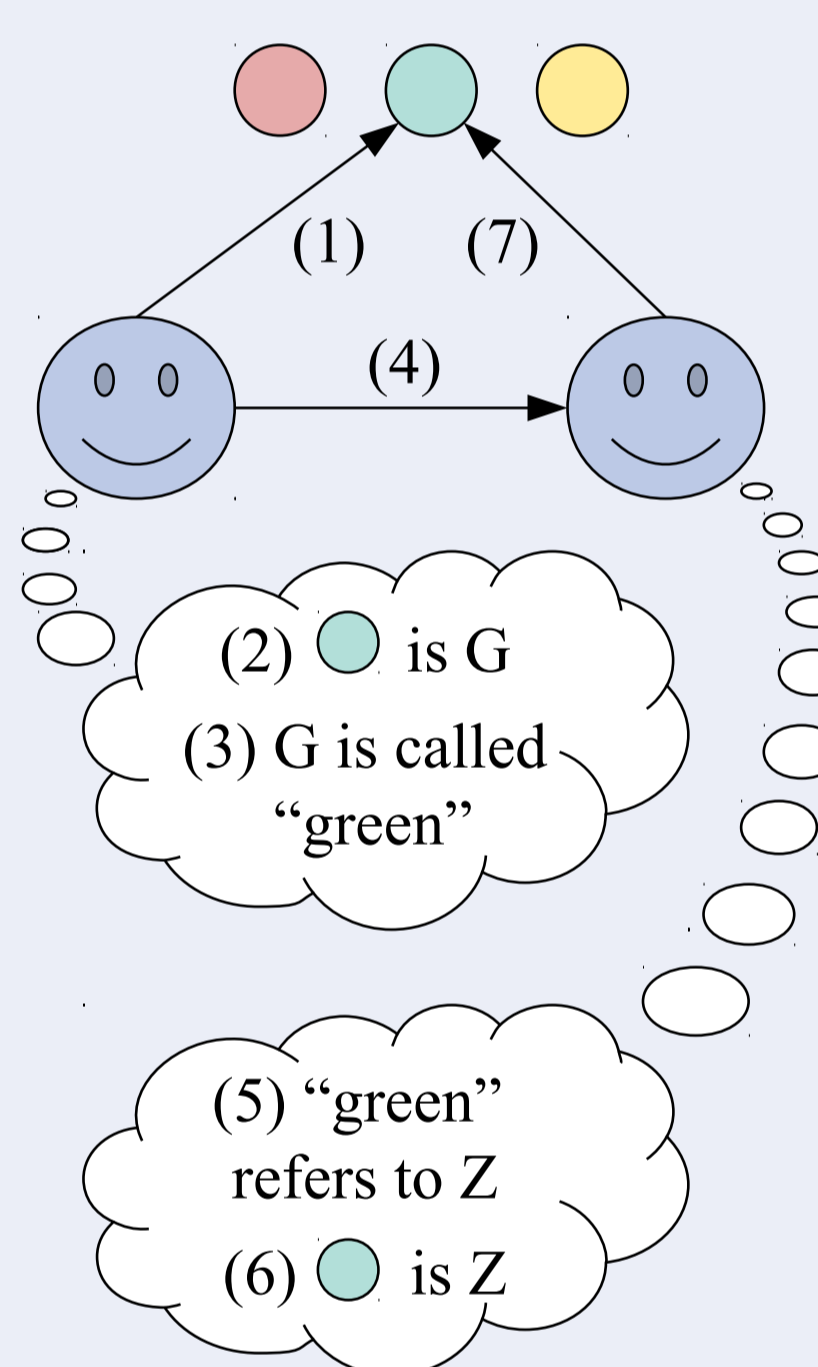 (1) (7)
(4)
(2) is G
(3) G is called
“green”
(5) “green”
refers to Z
(6) is Z